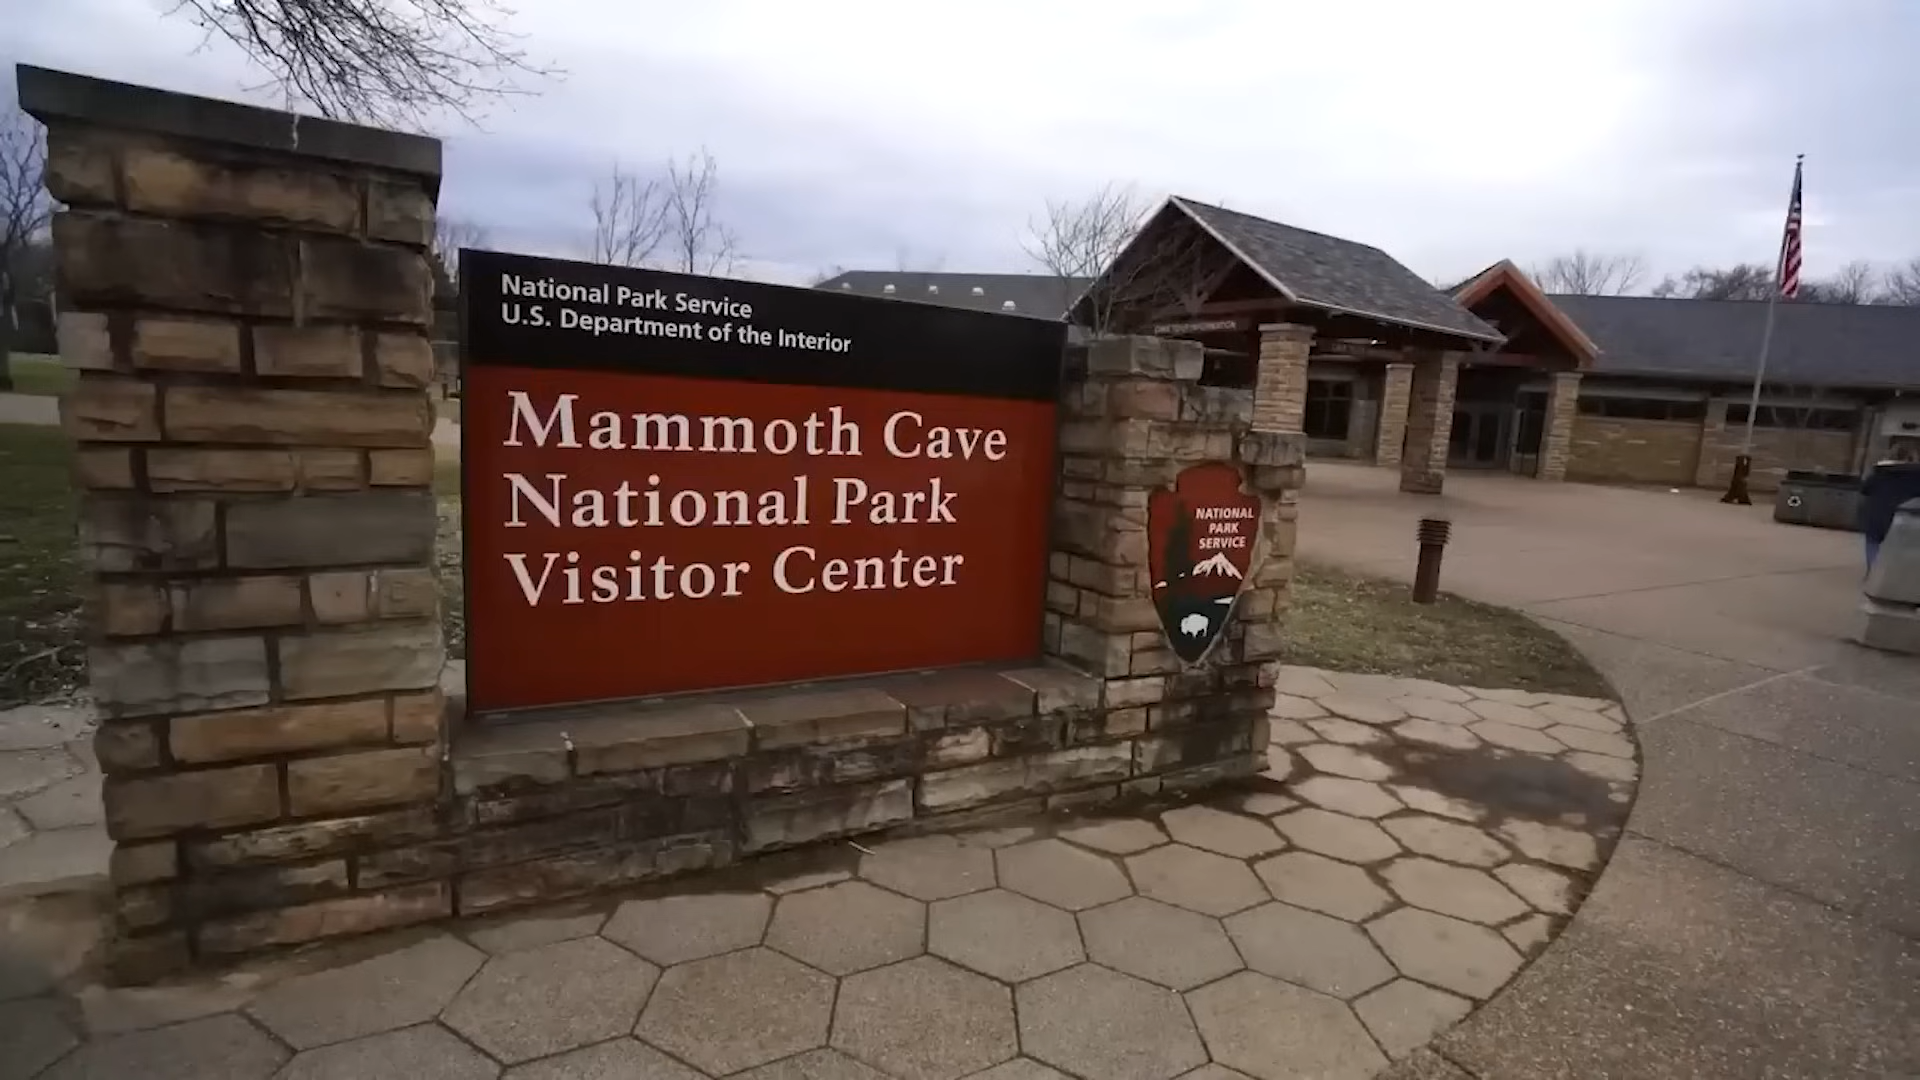 National Park Service
U.S. Department of the Interior
Mammoth Cave
National Park
Visitor Center
NATIONAL
PARK
SERVICE